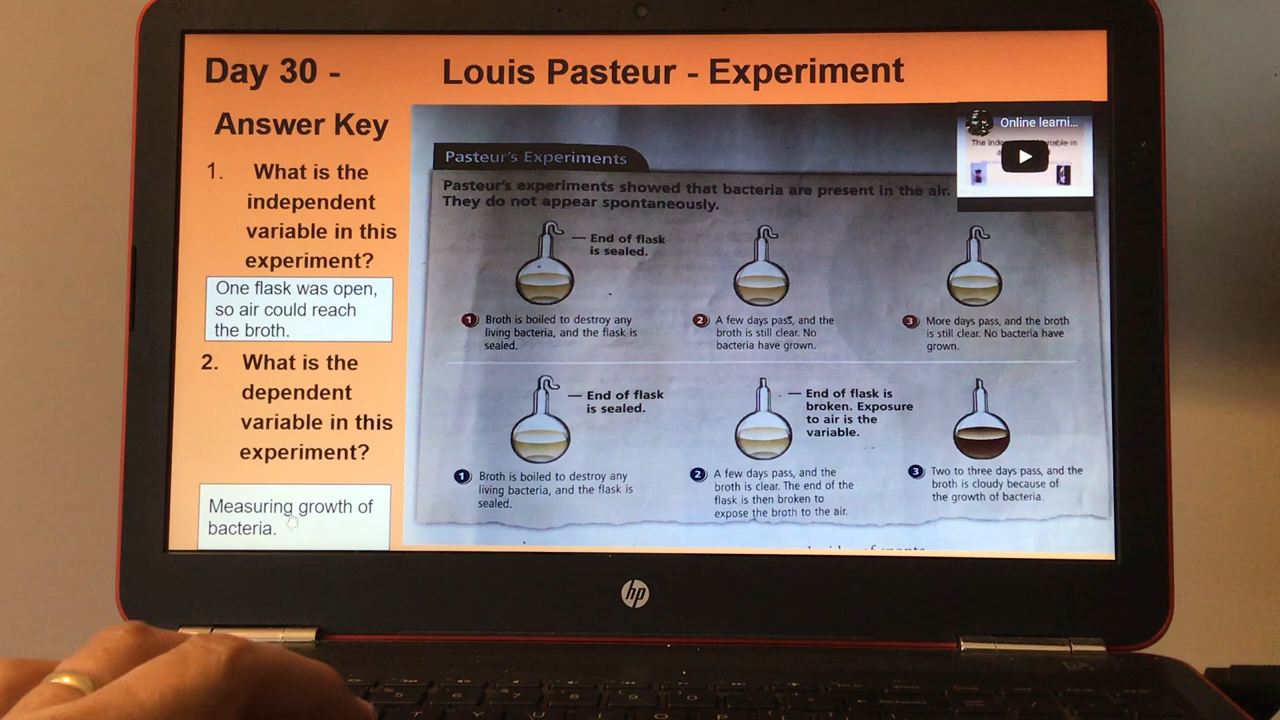 Day 30 -
Louis Pasteur - Experiment
Answer Key
1. What is the
independent
variable in this
experiment?
One flask was open,
so air could reach
the broth.
2. What is the
dependent
variable in this
experiment?
Measuring growth of
bacteria.
Online learni...
Pasteur's Experiments
Pasteur's experiments showed that bacteria are present in the air.
They do not appear spontaneously.
End of flask
is sealed.
1 Broth is boiled to destroy any
living bacteria, and the flask is
sealed.
2 A few days pass, and the
broth is still clear. No
bacteria have grown.
3 More days pass, and the broth
is still clear. No bacteria have
grown.
End of flask
is sealed.
End of flask is
broken. Exposure
to air is the
variable.
1 Broth is boiled to destroy any
living bacteria, and the flask is
sealed.
2 A few days pass, and the
broth is clear. The end of the
flask is then broken to
expose the broth to the air.
3 Two to three days pass, and the
broth is cloudy because of
the growth of bacteria.
hp